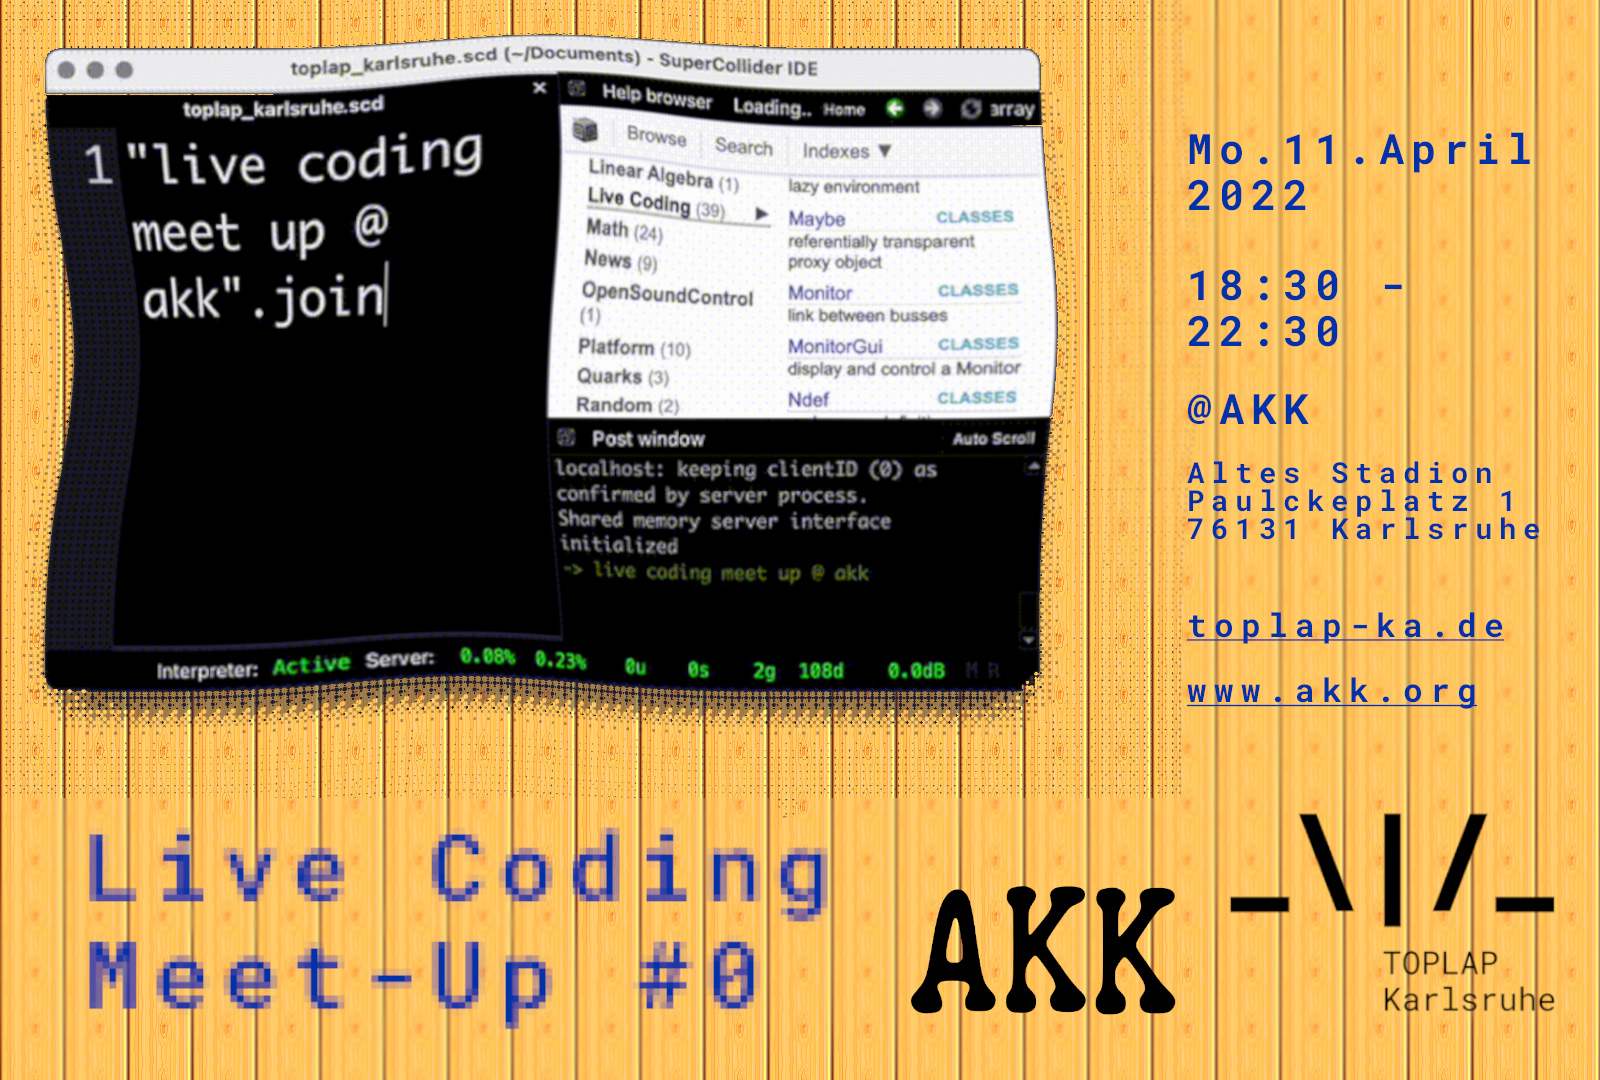 toplap_karlsruhe.scd (~/Documents) - SuperCollider IDE
toplap_karlsruhe.scd
1 "live coding
meet up @
akk".join
Help browser Loading.. Home array
Browse Search Indexes ▼
Linear Algebra (1)
Live Coding (39) ▶
Math (24)
News (9)
OpenSoundControl
(1)
Platform (10)
Quarks (3)
Random (2)
lazy environment
Maybe CLASSES
referentially transparent
proxy object
Monitor CLASSES
link between busses
MonitorGui CLASSES
display and control a Monitor
Ndef CLASSES
Post window Auto Scroll
localhost: keeping clientID (0) as
confirmed by server process.
Shared memory server interface
initialized
-> live coding meet up @ akk
Interpreter: Active Server: 0.08% 0.23% 0u 0s 2g 108d 0.0dB M R
Mo.11.April
2022
18:30 -
22:30
@AKK
Altes Stadion
Paulckeplatz 1
76131 Karlsruhe
toplap-ka.de
www.akk.org
Live Coding
Meet-Up #0
AKK
_\|/_
TOPLAP
Karlsruhe